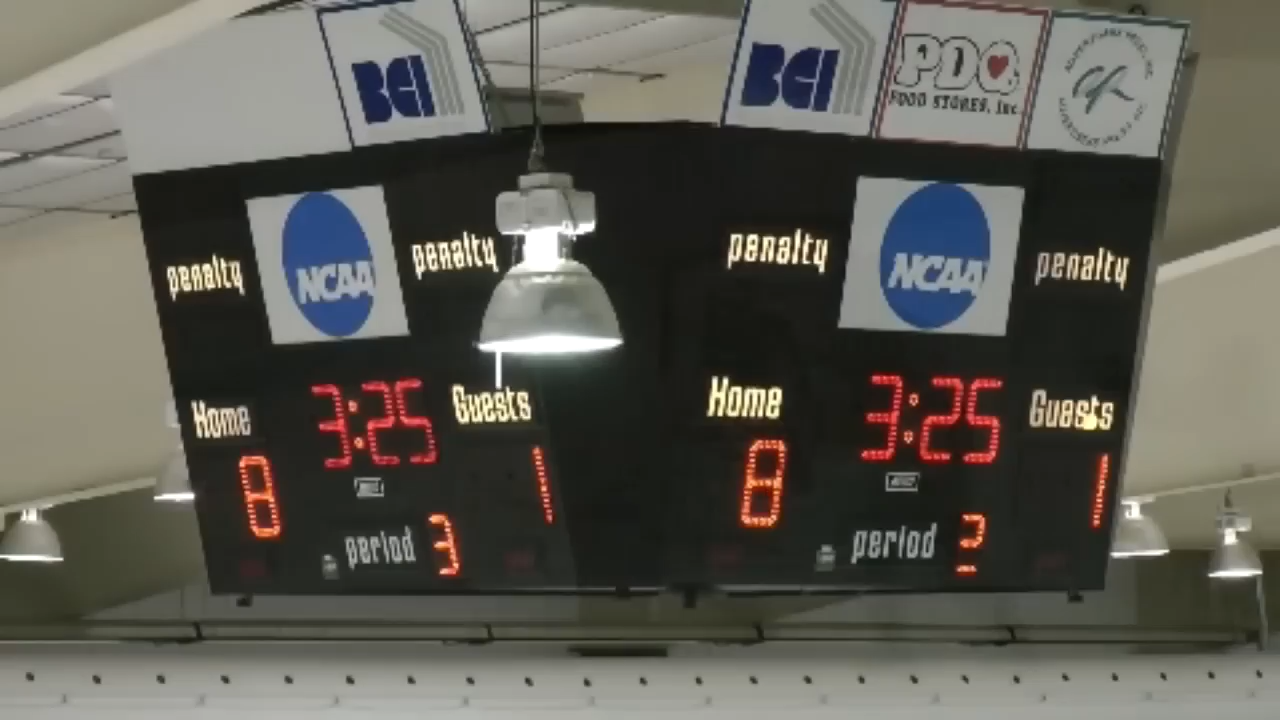 BCI
BCI
PDQ
FOOD STORES, Inc.
NCAA
NCAA
penalty
penalty
penalty
penalty
Home
3:25
Guests
8
1
period 3
Home
3:25
Guests
8
1
period